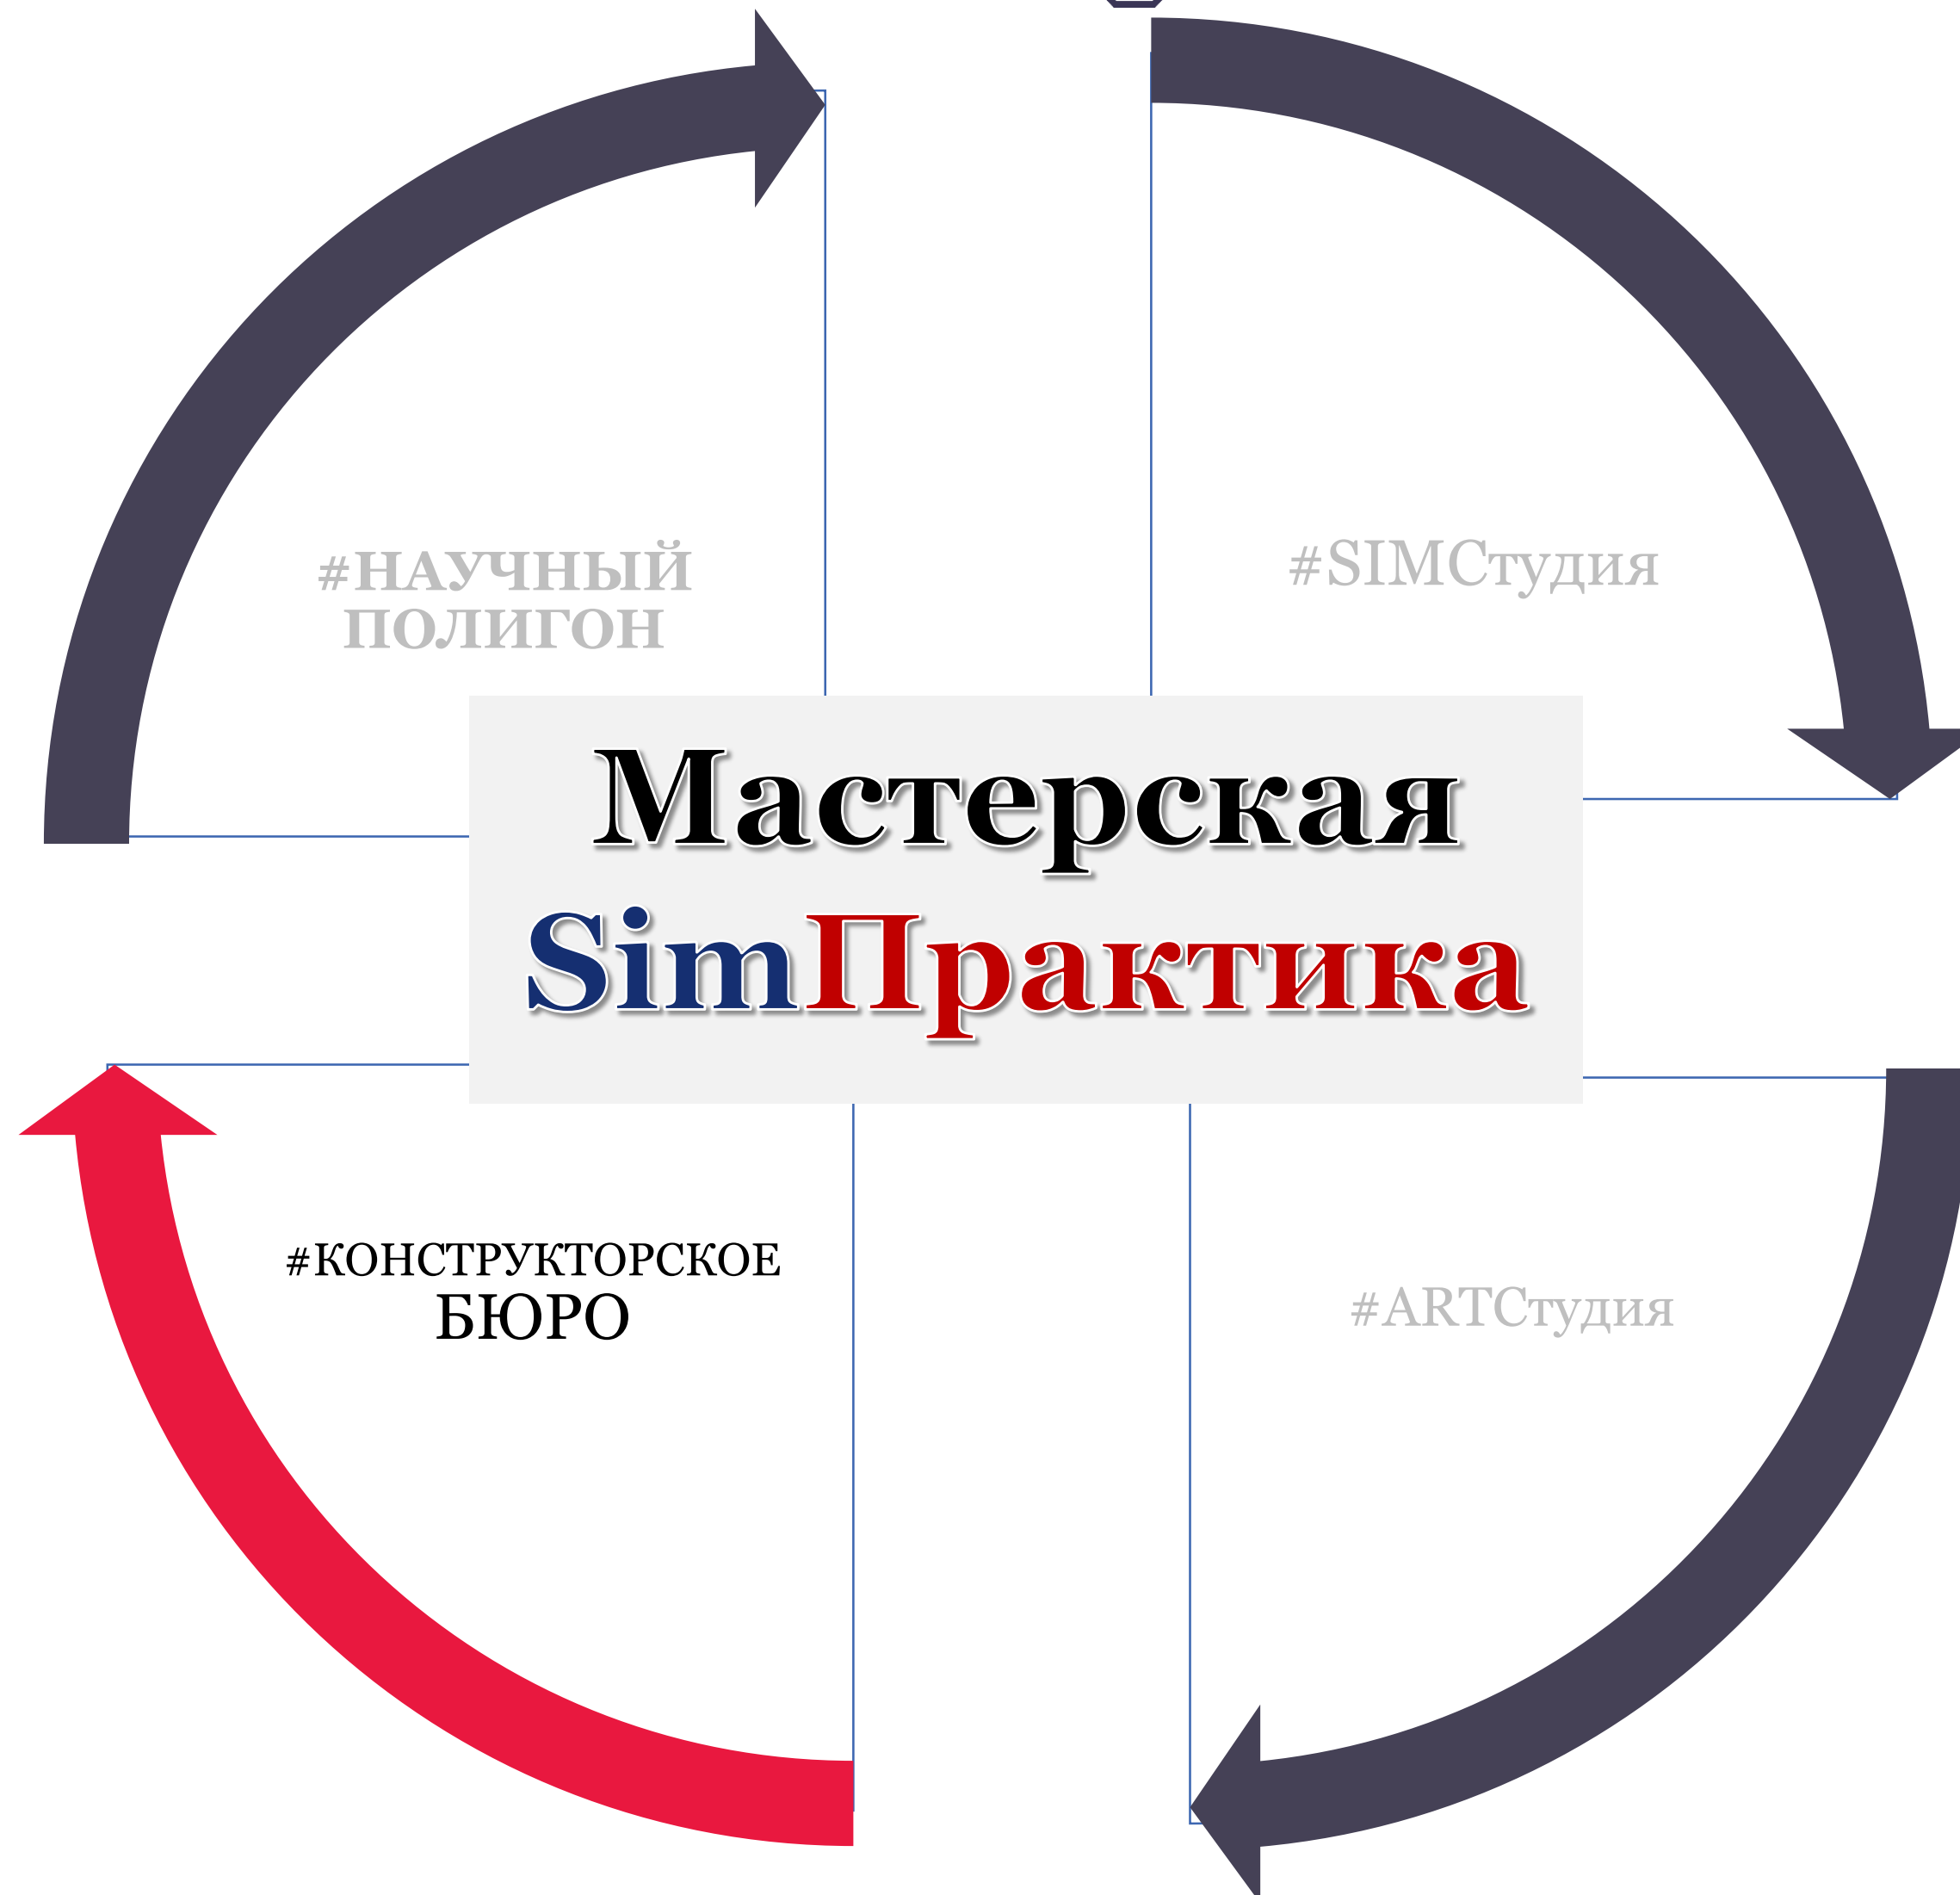 #НАУЧНЫЙ
ПОЛИГОН
#SIMСтудия
Мастерская
SimПрактика
#КОНСТРУКТОРСКОЕ
БЮРО
#ARTСтудия